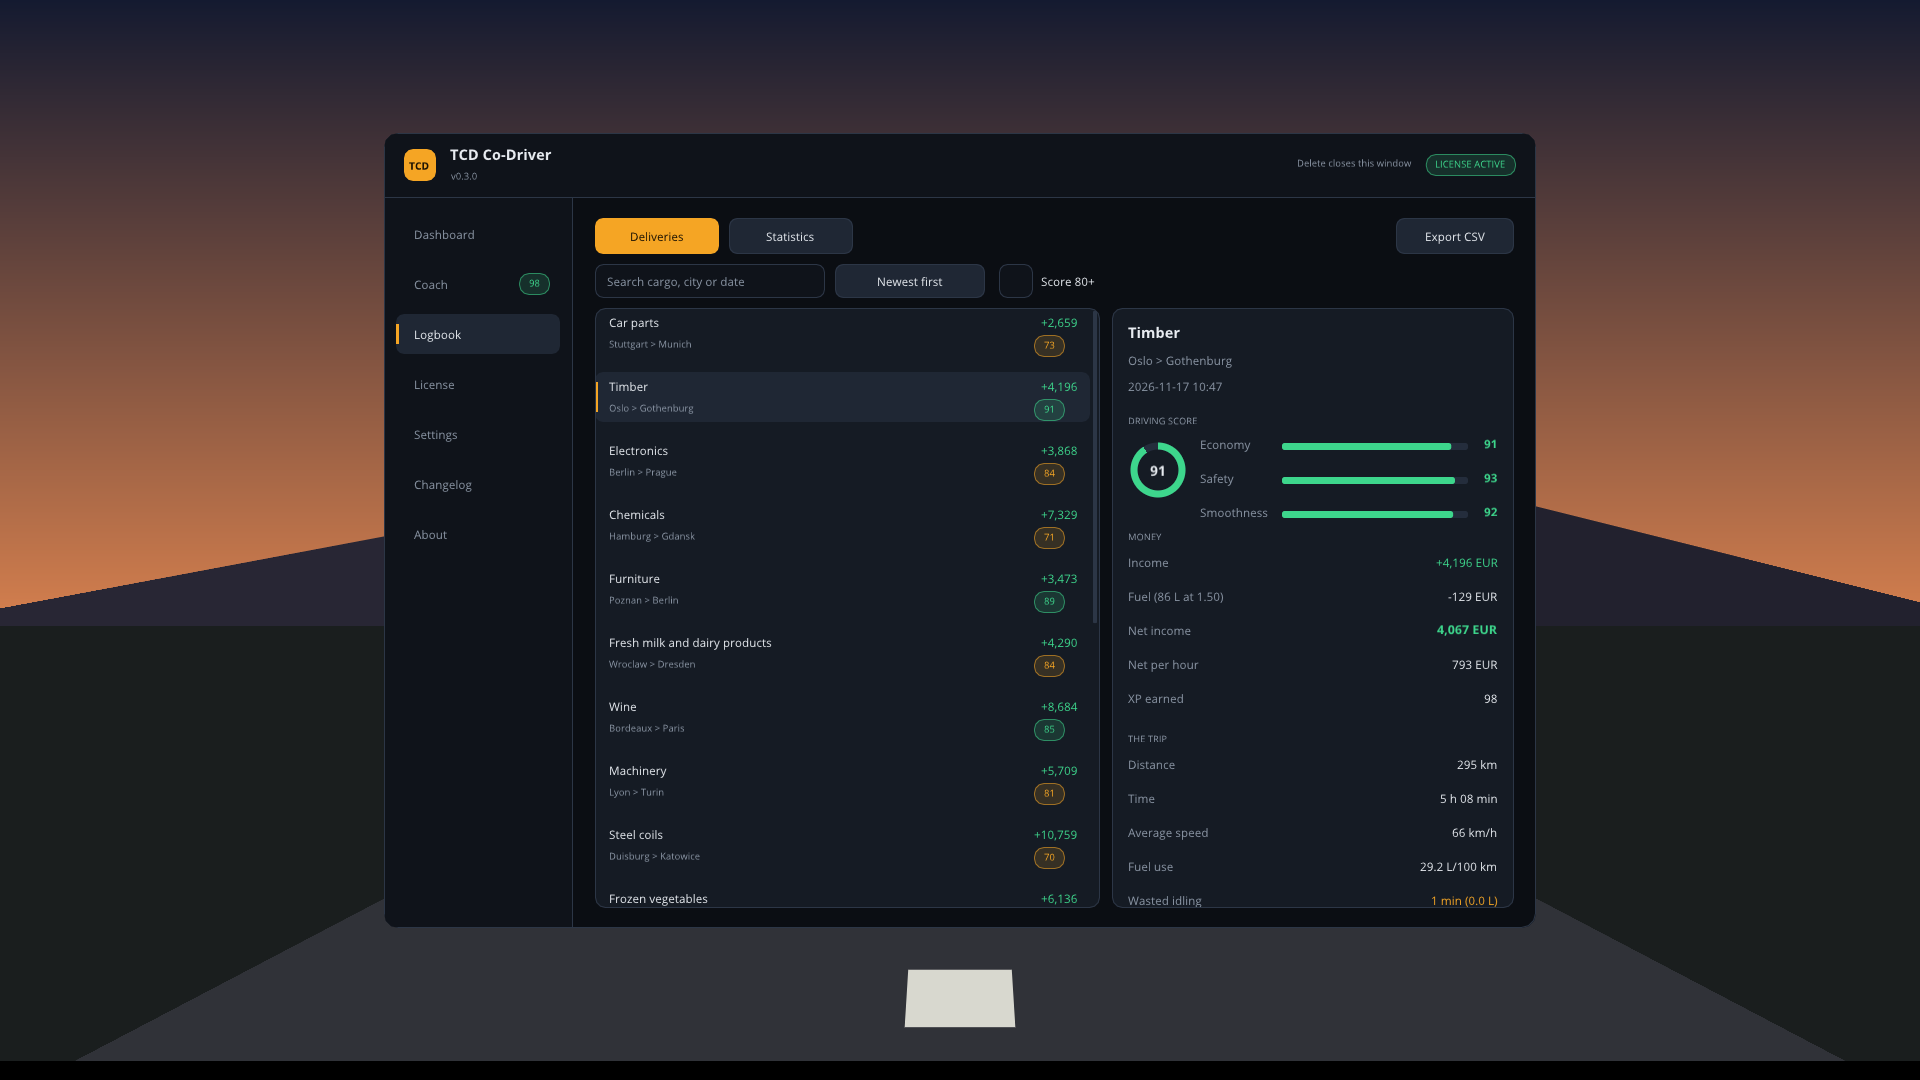 TCD
TCD Co-Driver
v0.3.0
Delete closes this window
LICENSE ACTIVE
Dashboard
Coach
98
Logbook
License
Settings
Changelog
About
Deliveries
Statistics
Export CSV
Search cargo, city or date
Newest first
Score 80+
Car parts
+2,659
Stuttgart > Munich
73
Timber
+4,196
Oslo > Gothenburg
91
Electronics
+3,868
Berlin > Prague
84
Chemicals
+7,329
Hamburg > Gdansk
71
Furniture
+3,473
Poznan > Berlin
89
Fresh milk and dairy products
+4,290
Wroclaw > Dresden
84
Wine
+8,684
Bordeaux > Paris
85
Machinery
+5,709
Lyon > Turin
81
Steel coils
+10,759
Duisburg > Katowice
70
Frozen vegetables
+6,136
Timber
Oslo > Gothenburg
2026-11-17 10:47
DRIVING SCORE
91
Economy
91
Safety
93
Smoothness
92
MONEY
Income
+4,196 EUR
Fuel (86 L at 1.50)
-129 EUR
Net income
4,067 EUR
Net per hour
793 EUR
XP earned
98
THE TRIP
Distance
295 km
Time
5 h 08 min
Average speed
66 km/h
Fuel use
29.2 L/100 km
Wasted idling
1 min (0.0 L)